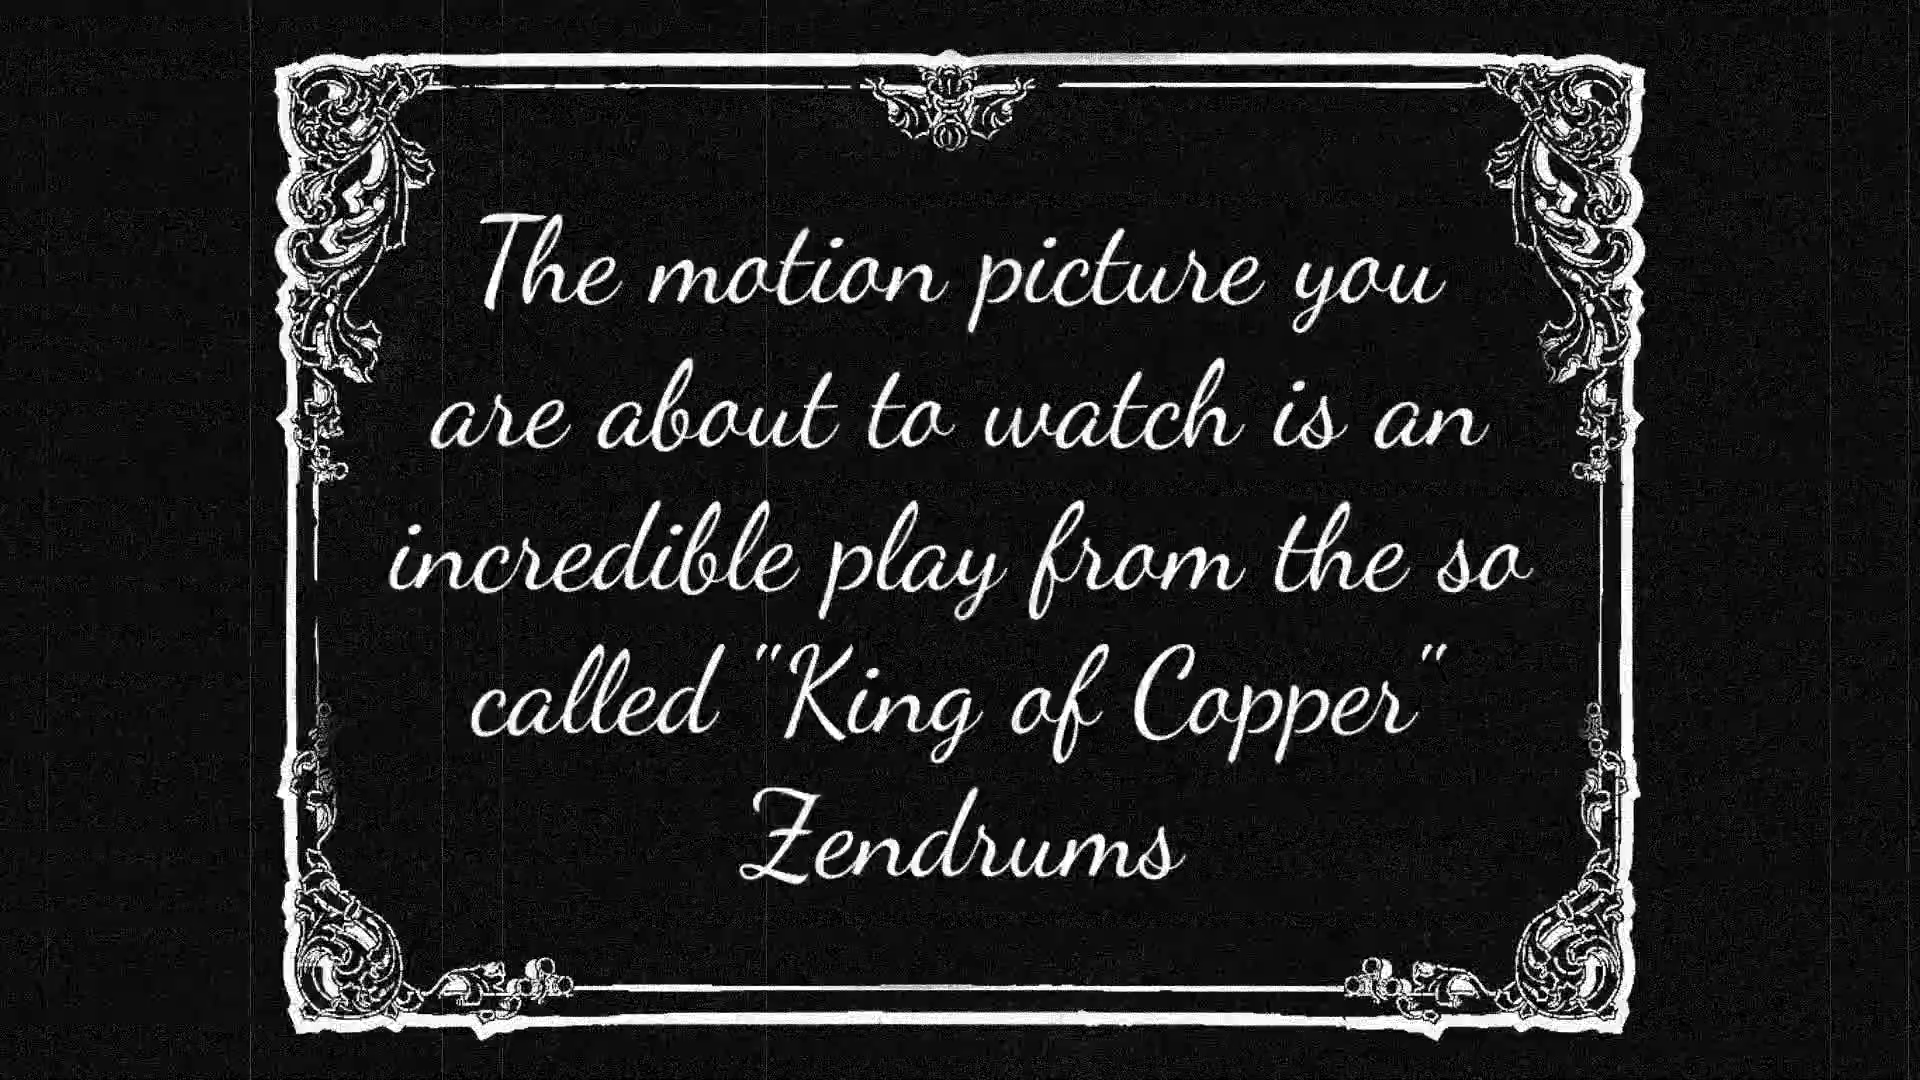 The motion picture you
are about to watch is an
incredible play from the so
called "King of Copper"
Zendrums